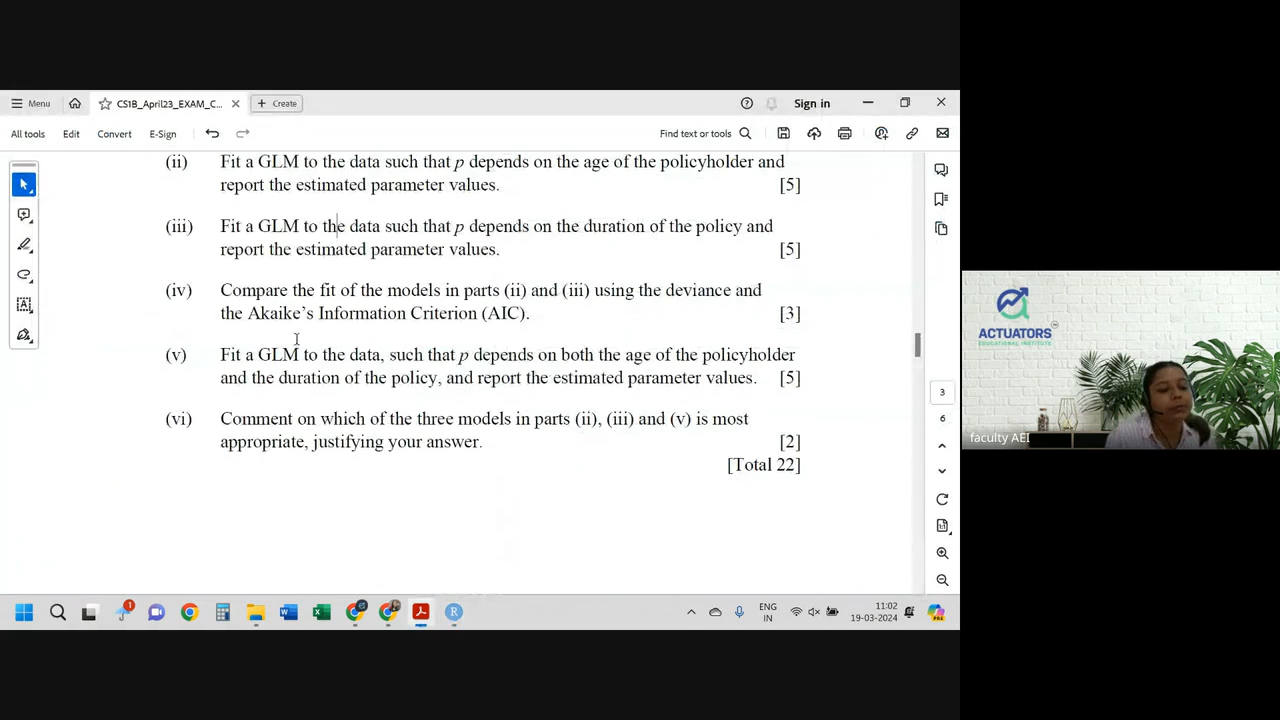 Menu
CS1B_April23_EXAM_C...
Create
Sign in
All tools
Edit
Convert
E-Sign
Find text or tools
(ii) Fit a GLM to the data such that p depends on the age of the policyholder and
report the estimated parameter values. [5]
(iii) Fit a GLM to the data such that p depends on the duration of the policy and
report the estimated parameter values. [5]
(iv) Compare the fit of the models in parts (ii) and (iii) using the deviance and
the Akaike’s Information Criterion (AIC). [3]
(v) Fit a GLM to the data, such that p depends on both the age of the policyholder
and the duration of the policy, and report the estimated parameter values. [5]
(vi) Comment on which of the three models in parts (ii), (iii) and (v) is most
appropriate, justifying your answer. [2]
[Total 22]
3
6
ACTUATORS
EDUCATIONAL INSTITUTE
faculty AEI
1
ENG
IN
11:02
19-03-2024